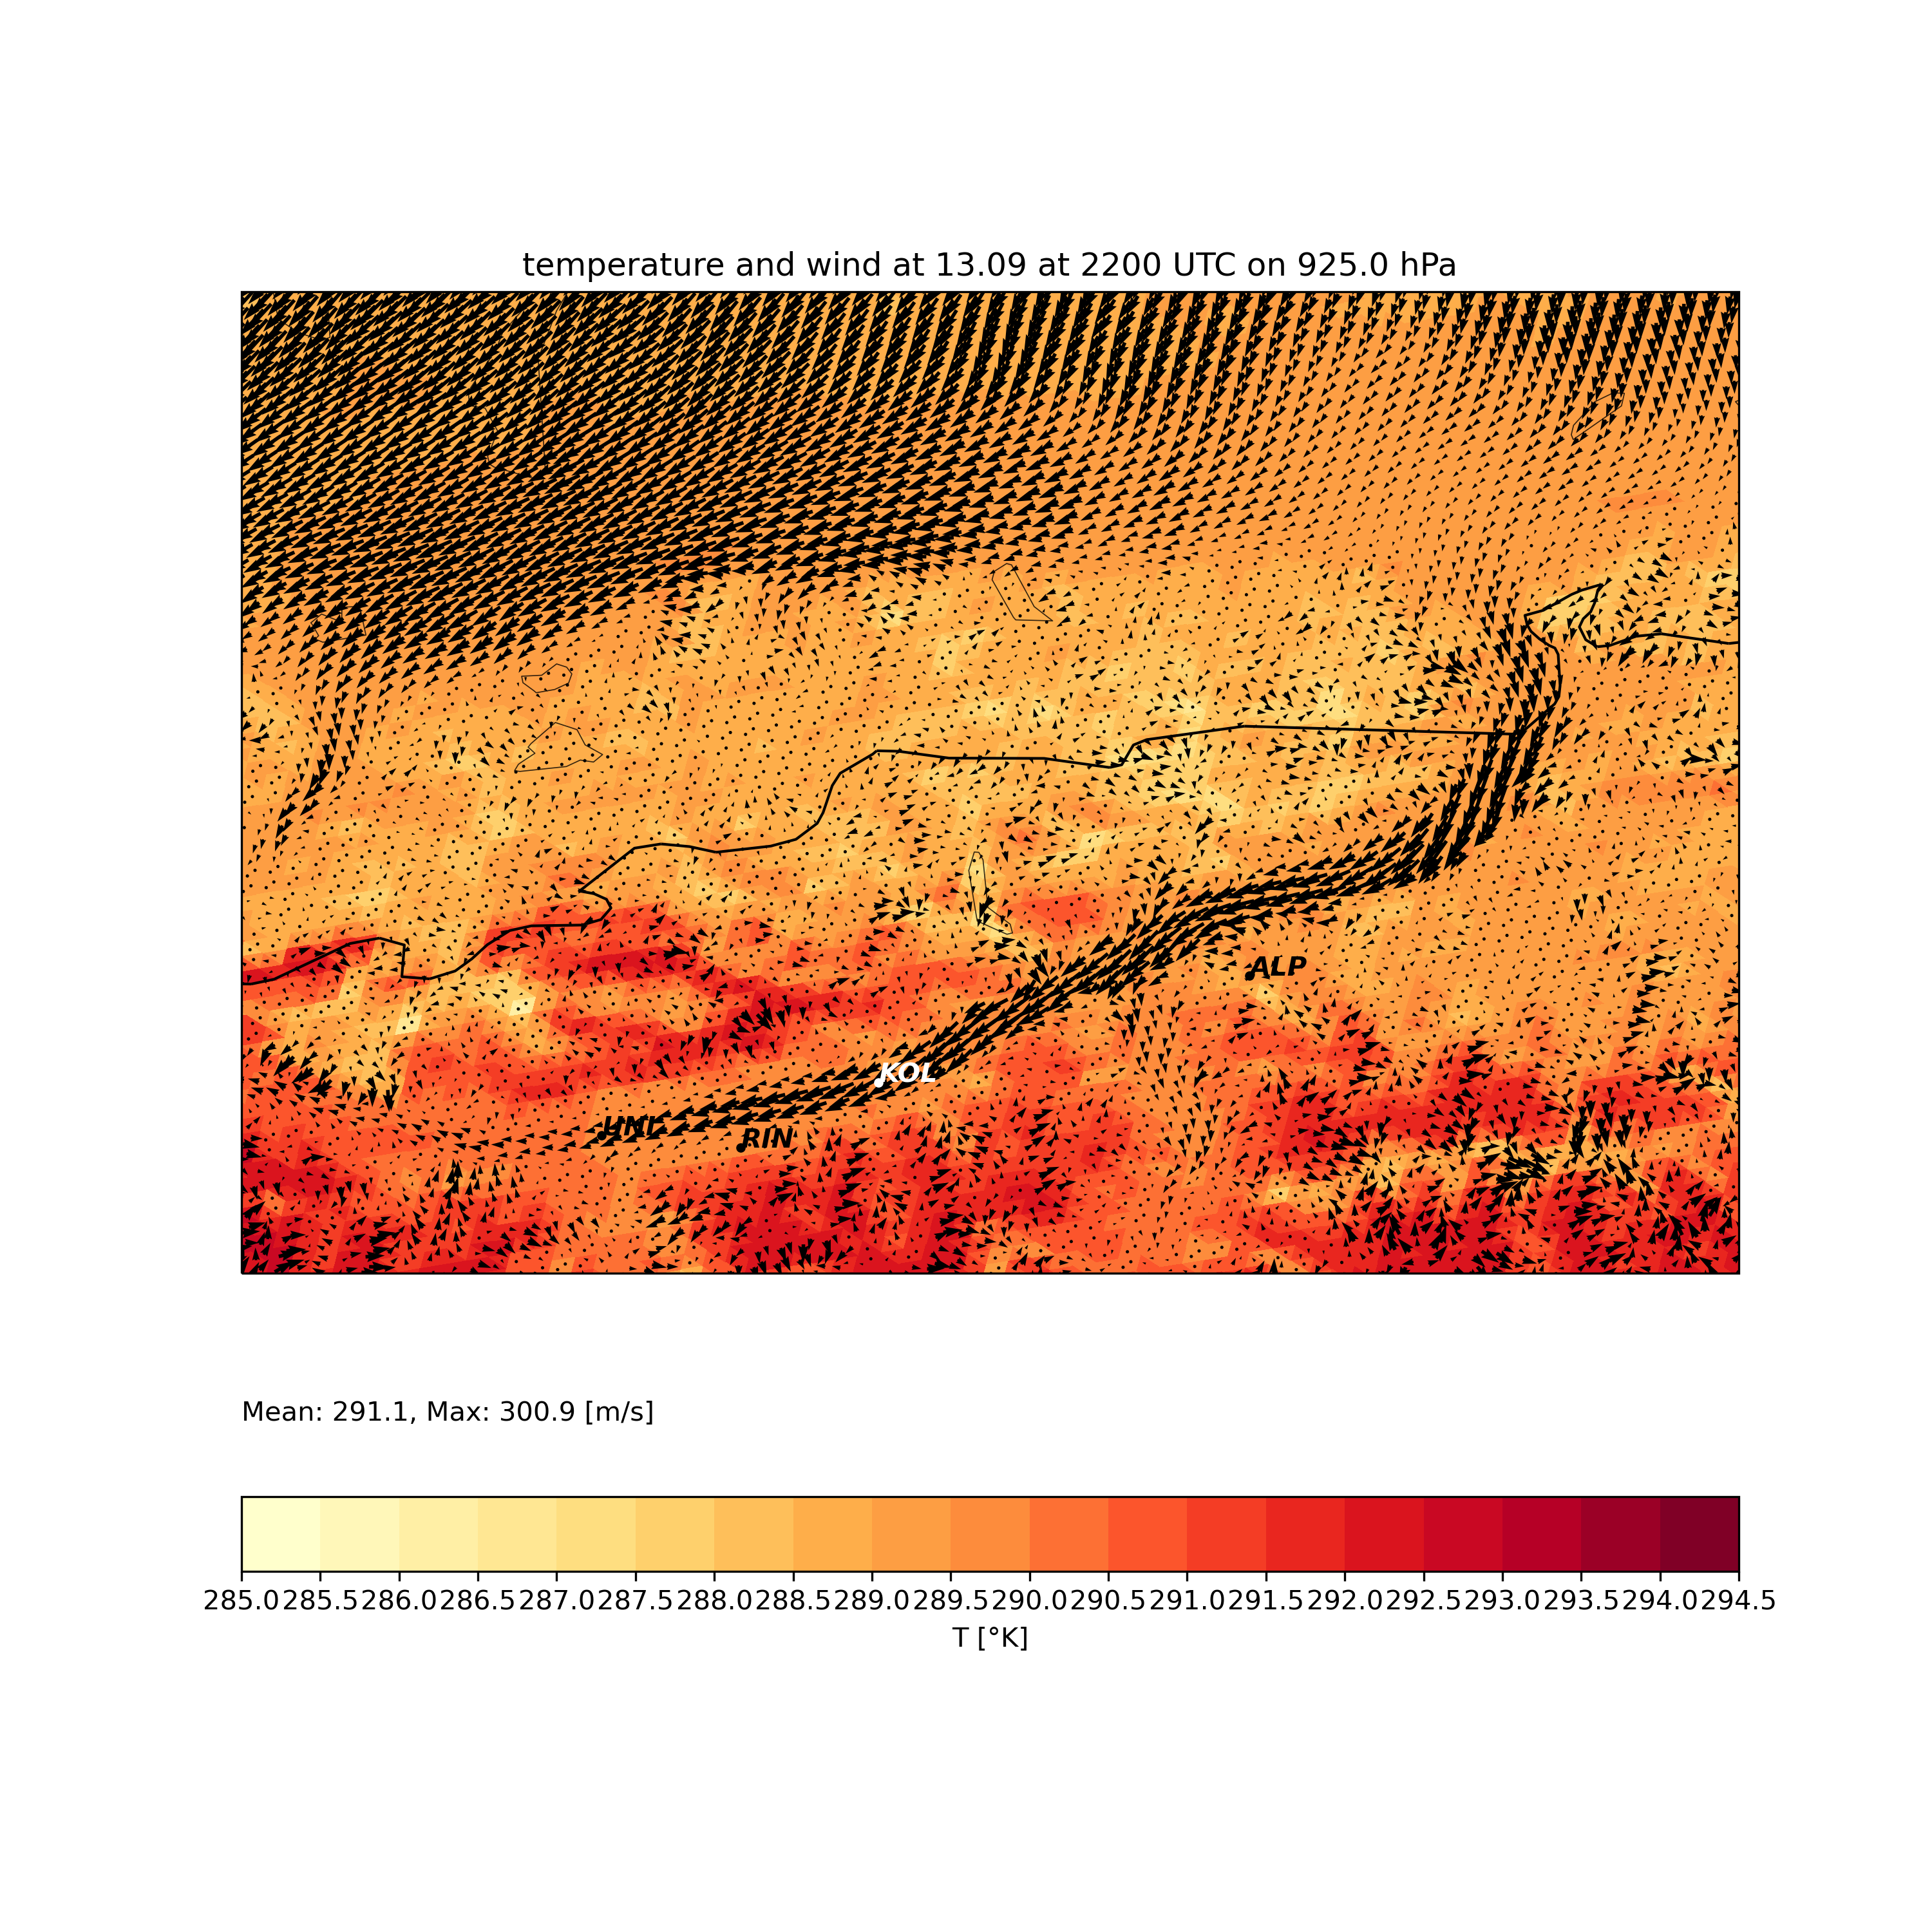 temperature and wind at 13.09 at 2200 UTC on 925.0 hPa
ALP
KOL
UNI
RIN
Mean: 291.1, Max: 300.9 [m/s]
285.0 285.5 286.0 286.5 287.0 287.5 288.0 288.5 289.0 289.5 290.0 290.5 291.0 291.5 292.0 292.5 293.0 293.5 294.0 294.5
T [°K]